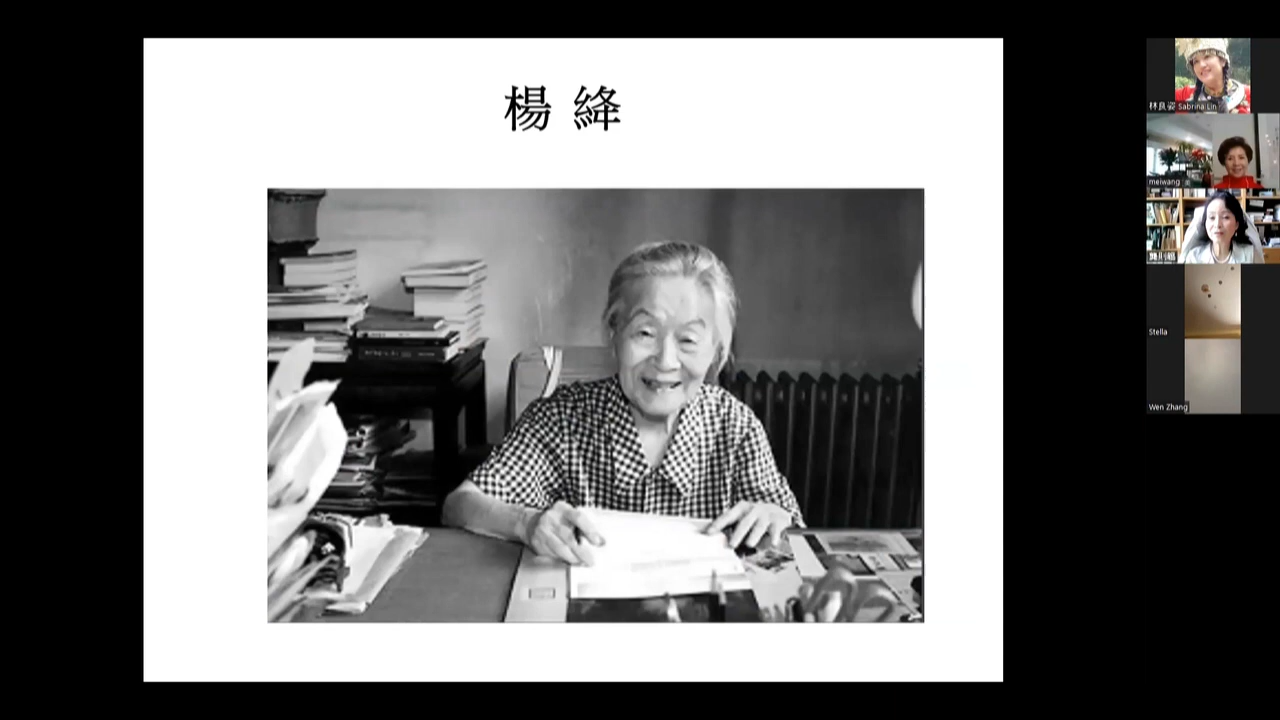 楊 絳
林良姿 Sabrina Lin
meiwang
Stella
Wen Zhang